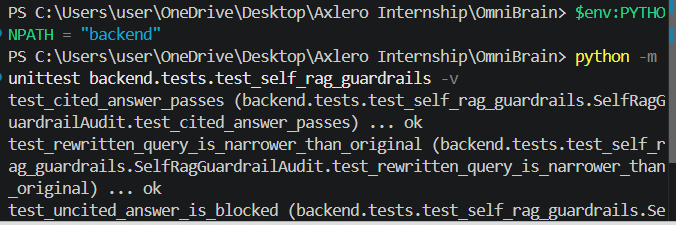 PS C:\Users\user\OneDrive\Desktop\Axlero Internship\OmniBrain> $env:PYTHO
NPATH = "backend"
PS C:\Users\user\OneDrive\Desktop\Axlero Internship\OmniBrain> python -m
unittest backend.tests.test_self_rag_guardrails -v
test_cited_answer_passes (backend.tests.test_self_rag_guardrails.SelfRagG
uardrailAudit.test_cited_answer_passes) ... ok
test_rewritten_query_is_narrower_than_original (backend.tests.test_self_r
ag_guardrails.SelfRagGuardrailAudit.test_rewritten_query_is_narrower_than
_original) ... ok
test_uncited_answer_is_blocked (backend.tests.test_self_rag_guardrails.Se